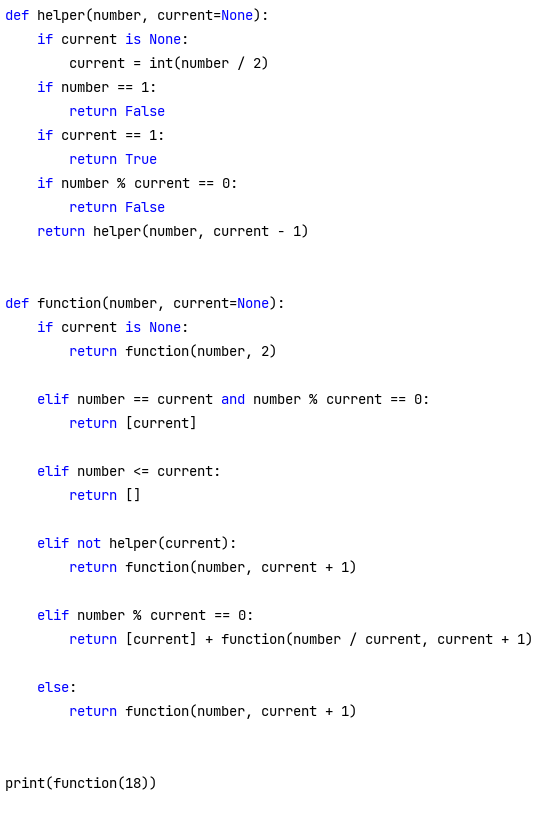 def helper(number, current=None):
    if current is None:
        current = int(number / 2)
    if number == 1:
        return False
    if current == 1:
        return True
    if number % current == 0:
        return False
    return helper(number, current - 1)


def function(number, current=None):
    if current is None:
        return function(number, 2)

    elif number == current and number % current == 0:
        return [current]

    elif number <= current:
        return []

    elif not helper(current):
        return function(number, current + 1)

    elif number % current == 0:
        return [current] + function(number / current, current + 1)

    else:
        return function(number, current + 1)


print(function(18))